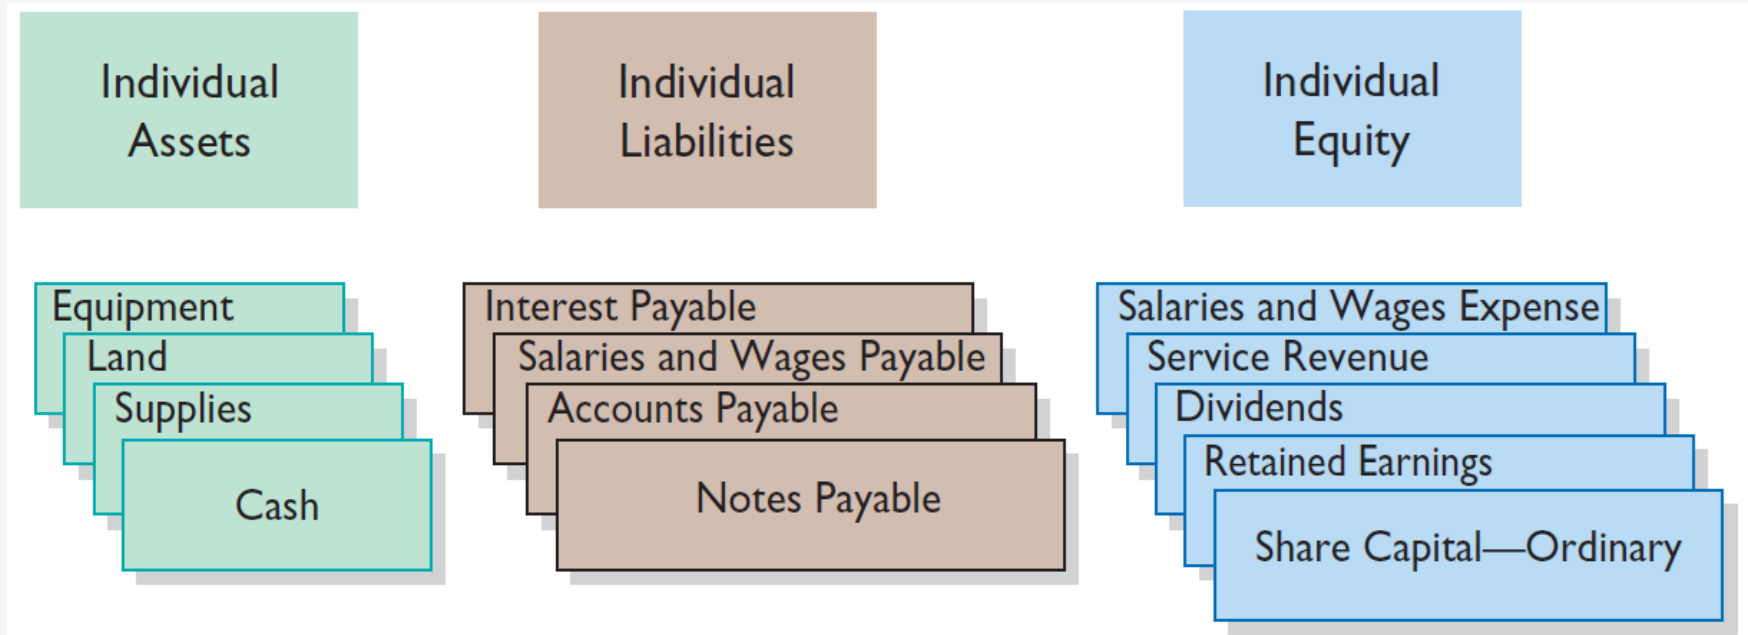 Individual
Assets
Individual
Liabilities
Individual
Equity
Equipment
Land
Supplies
Cash
Interest Payable
Salaries and Wages Payable
Accounts Payable
Notes Payable
Salaries and Wages Expense
Service Revenue
Dividends
Retained Earnings
Share Capital—Ordinary